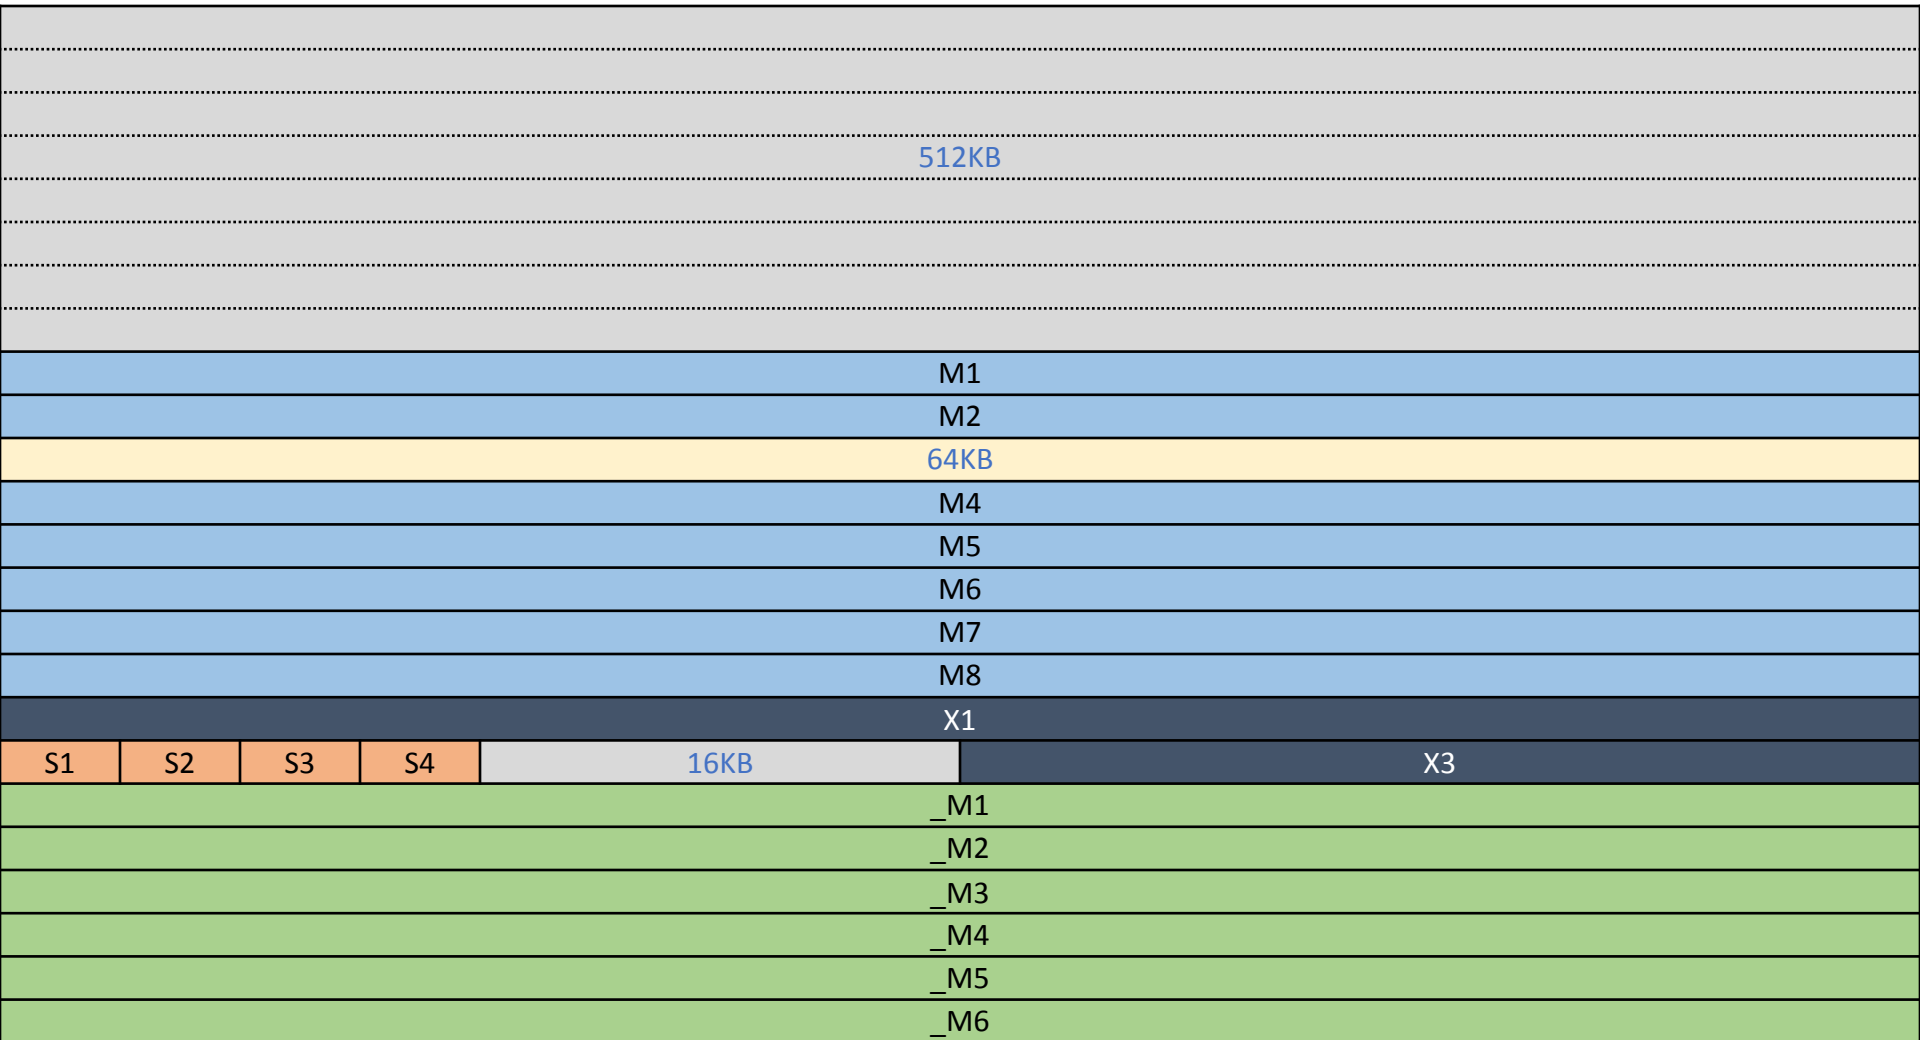 512KB
M1
M2
64KB
M4
M5
M6
M7
M8
X1
S1 S2 S3 S4 16KB X3
_M1
_M2
_M3
_M4
_M5
_M6